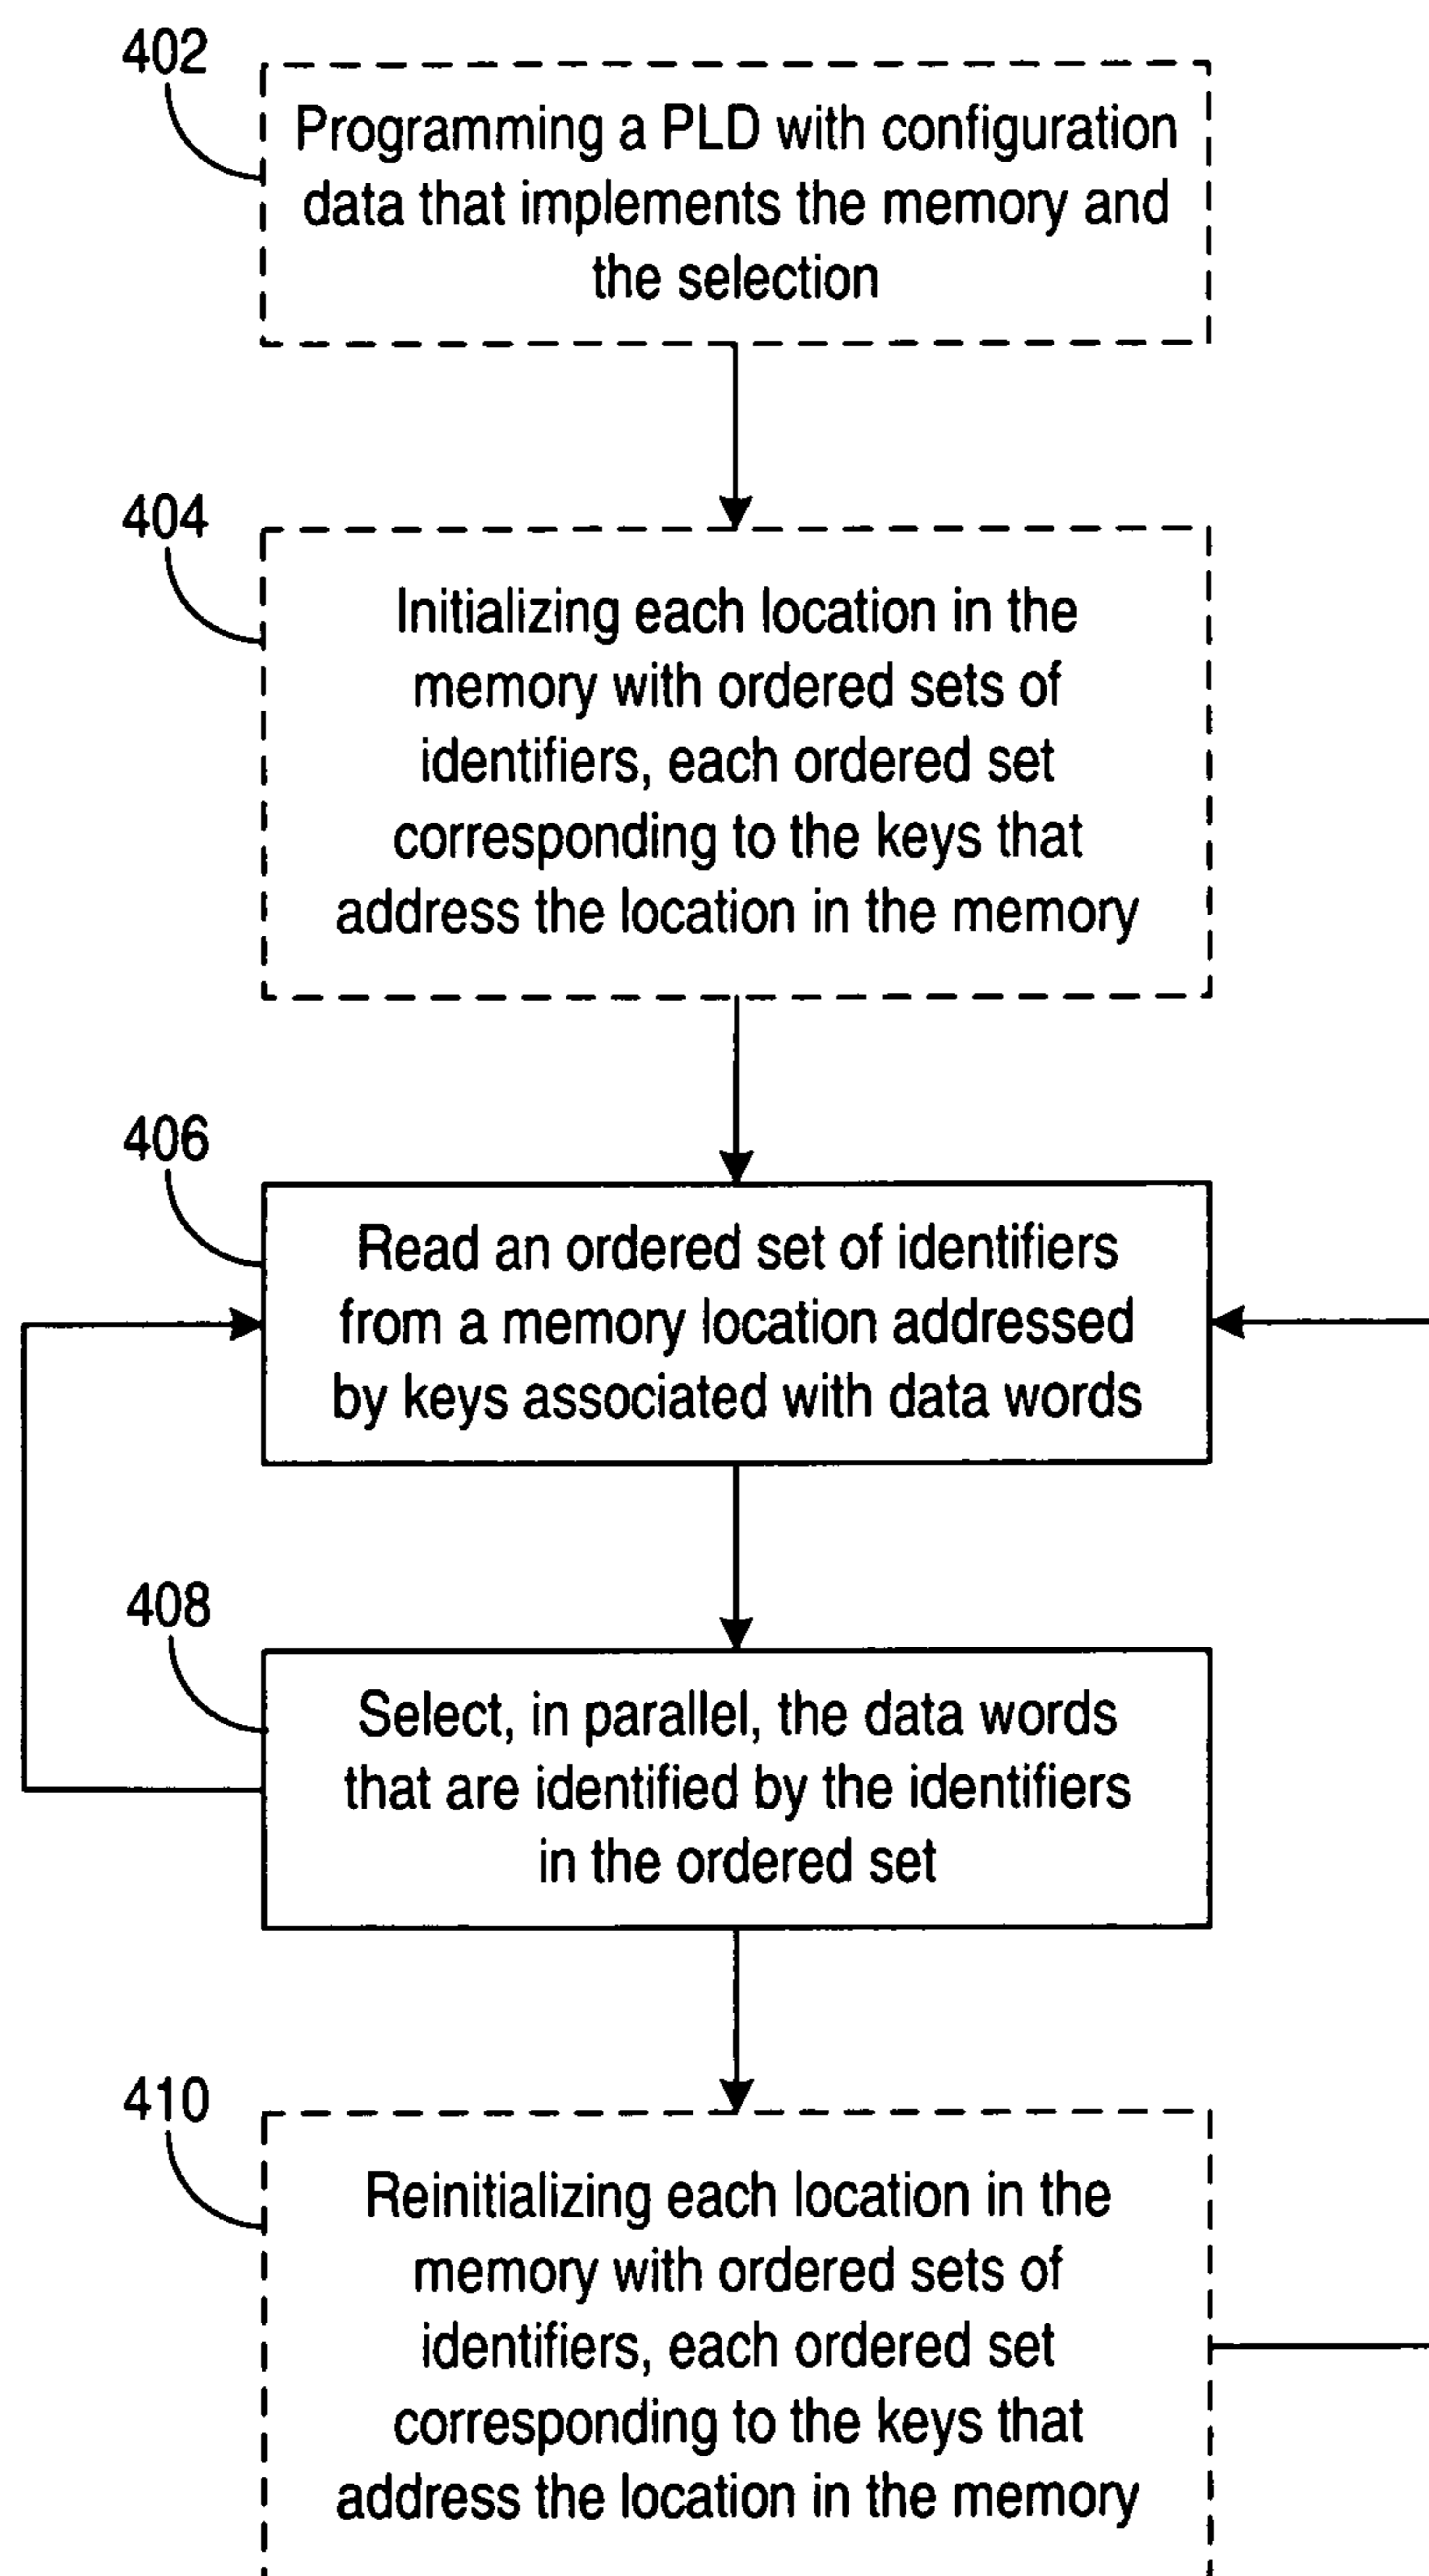 402
Programming a PLD with configuration
data that implements the memory and
the selection
404
Initializing each location in the
memory with ordered sets of
identifiers, each ordered set
corresponding to the keys that
address the location in the memory
406
Read an ordered set of identifiers
from a memory location addressed
by keys associated with data words
408
Select, in parallel, the data words
that are identified by the identifiers
in the ordered set
410
Reinitializing each location in the
memory with ordered sets of
identifiers, each ordered set
corresponding to the keys that
address the location in the memory